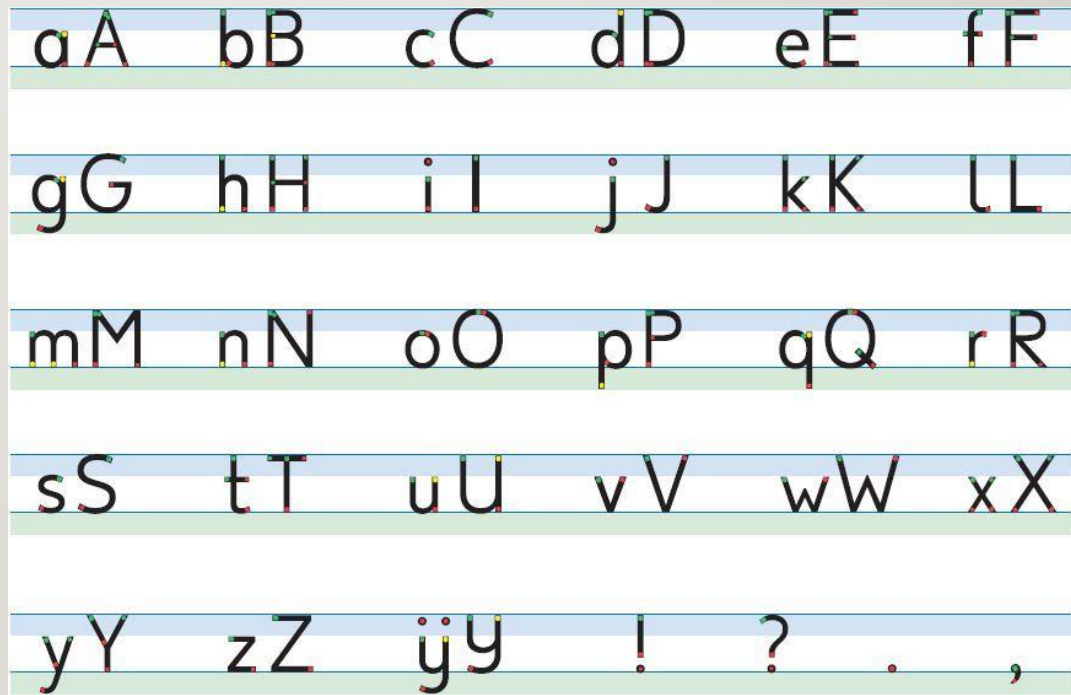 aA bB cC dD eE fF
gG hH iI jJ kK lL
mM nN oO pP qQ rR
sS tT uU vV wW xX
yY zZ ÿY ! ? . ,